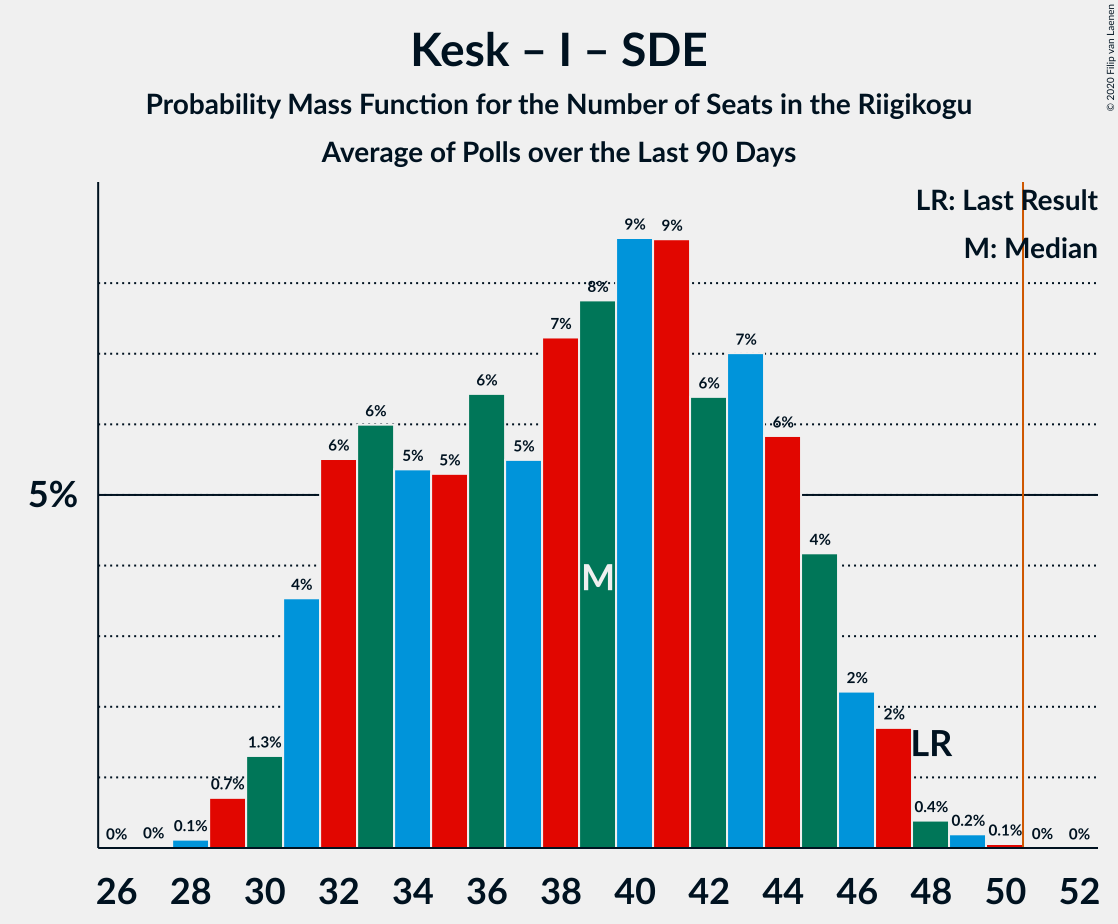 Kesk – I – SDE
Probability Mass Function for the Number of Seats in the Riigikogu
Average of Polls over the Last 90 Days
© 2020 Filip van Laenen
LR: Last Result
M: Median
5%
0% 0% 0.1% 0.7% 1.3% 4% 6% 6% 5% 5% 6% 5% 7% 8% 9% 9% 6% 7% 6% 4% 2% 2% 0.4% 0.2% 0.1% 0% 0%
M
LR
26 28 30 32 34 36 38 40 42 44 46 48 50 52